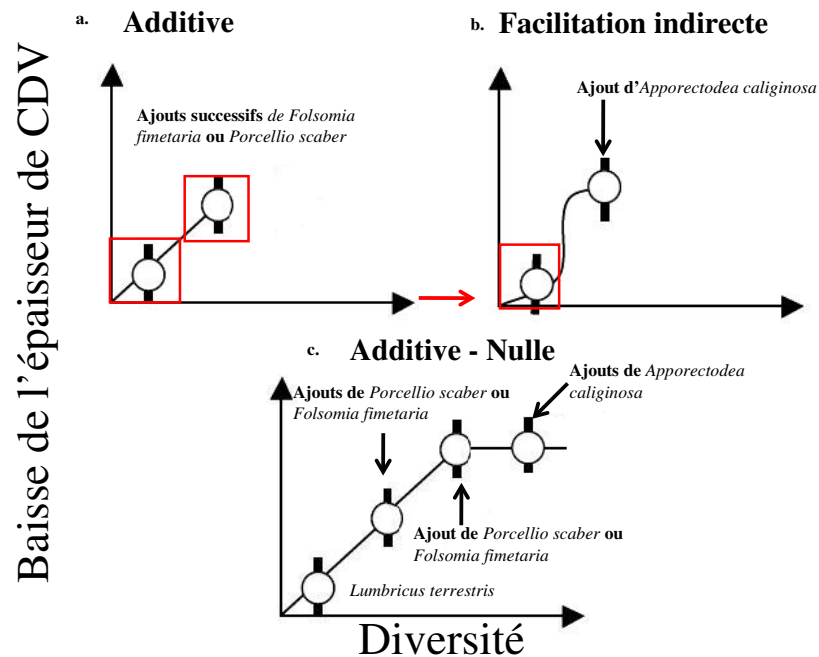 a. Additive
b. Facilitation indirecte
Baisse de l'épaisseur de CDV
Ajouts successifs de Folsomia
fimetaria ou Porcellio scaber
Ajout d'Apporectodea caliginosa
c. Additive - Nulle
Ajouts de Porcellio scaber ou
Folsomia fimetaria
Ajouts de Apporectodea
caliginosa
Ajout de Porcellio scaber ou
Folsomia fimetaria
Lumbricus terrestris
Diversité